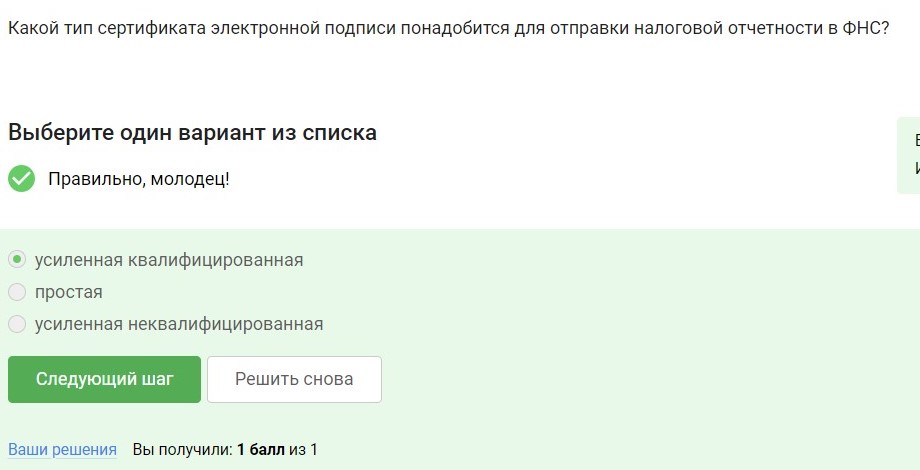 Какой тип сертификата электронной подписи понадобится для отправки налоговой отчетности в ФНС?
Выберите один вариант из списка
Правильно, молодец!
усиленная квалифицированная
простая
усиленная неквалифицированная
Следующий шаг
Решить снова
Ваши решения Вы получили: 1 балл из 1